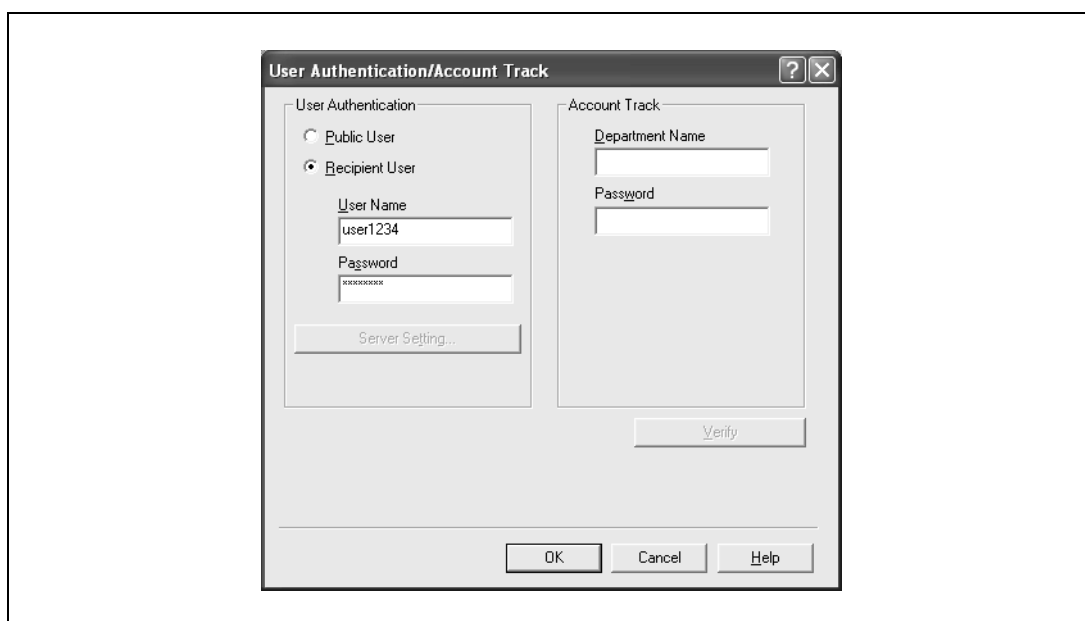 User Authentication/Account Track
User Authentication
Public User
Recipient User
User Name
user1234
Password
********
Server Setting...
Account Track
Department Name
Password
Verify
OK
Cancel
Help